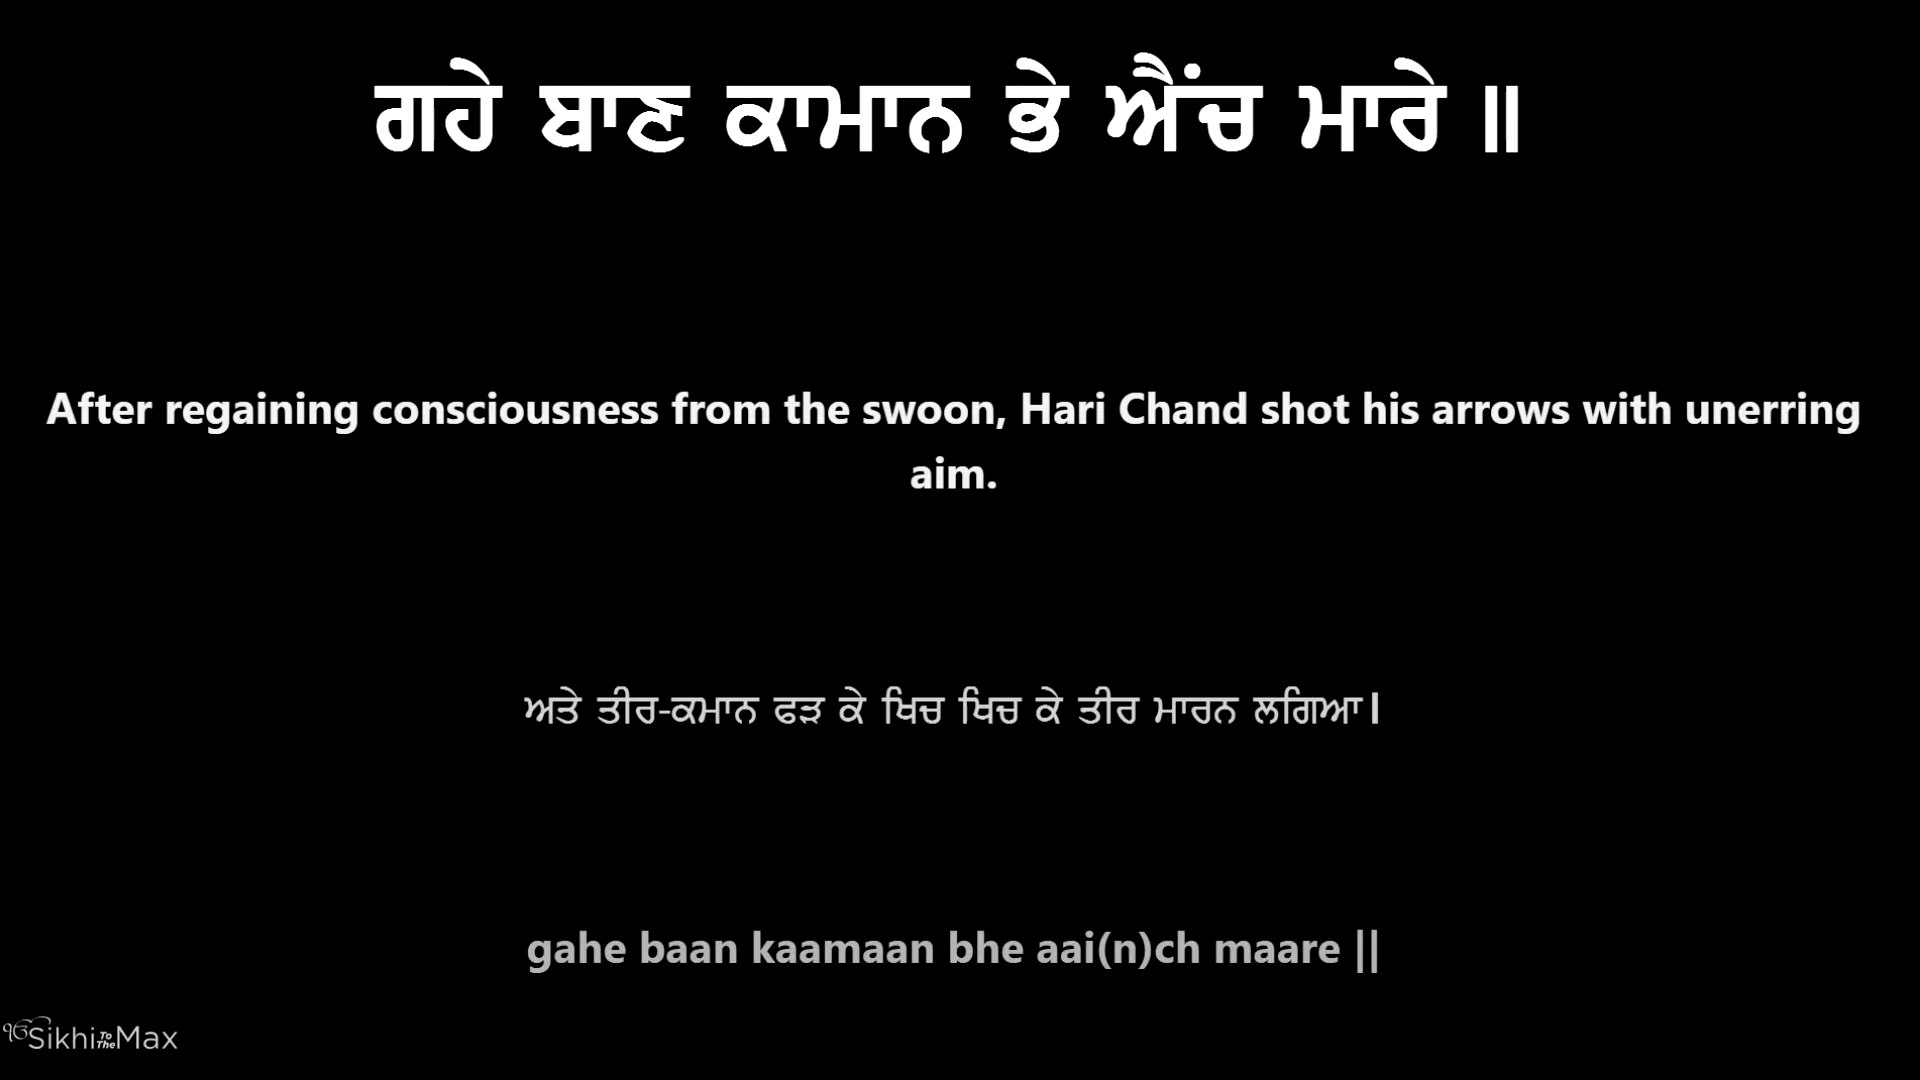 ਗਹੇ ਬਾਣ ਕਾਮਾਨ ਭੇ ਐਂਚ ਮਾਰੇ ॥
After regaining consciousness from the swoon, Hari Chand shot his arrows with unerring
aim.
ਅਤੇ ਤੀਰ-ਕਮਾਨ ਫੜ ਕੇ ਖਿਚ ਖਿਚ ਕੇ ਤੀਰ ਮਾਰਨ ਲਗਿਆ।
gahe baan kaamaan bhe aai(n)ch maare ||
ੴSikhiToTheMax